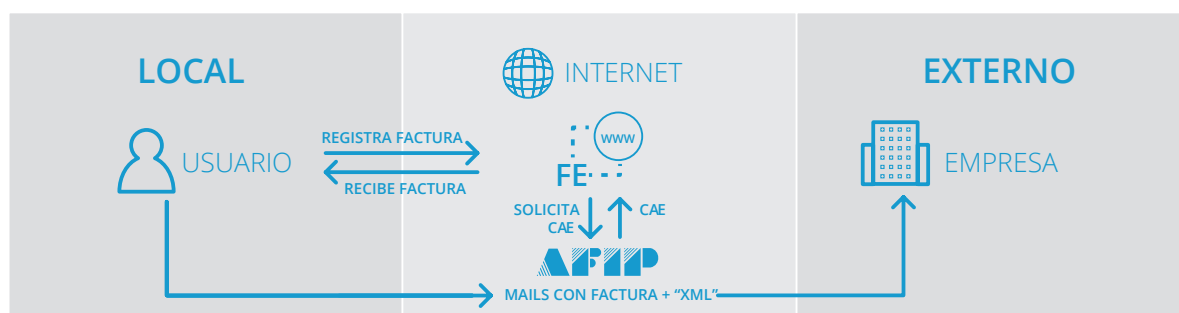 LOCAL
INTERNET
EXTERNO
REGISTRA FACTURA
www
USUARIO
EMPRESA
FE
RECIBE FACTURA
SOLICITA
CAE
CAE
AFIP
MAILS CON FACTURA + “XML”